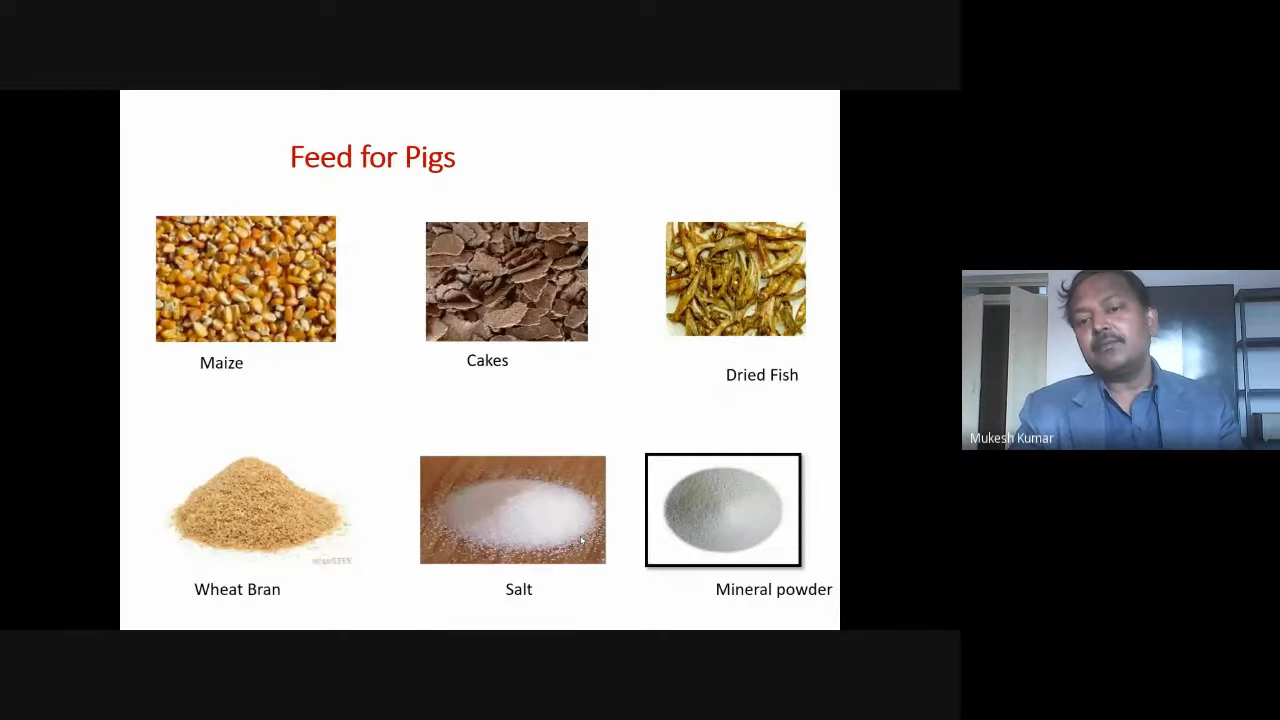 Feed for Pigs
Maize
Cakes
Dried Fish
Wheat Bran
Salt
Mineral powder
Mukesh Kumar